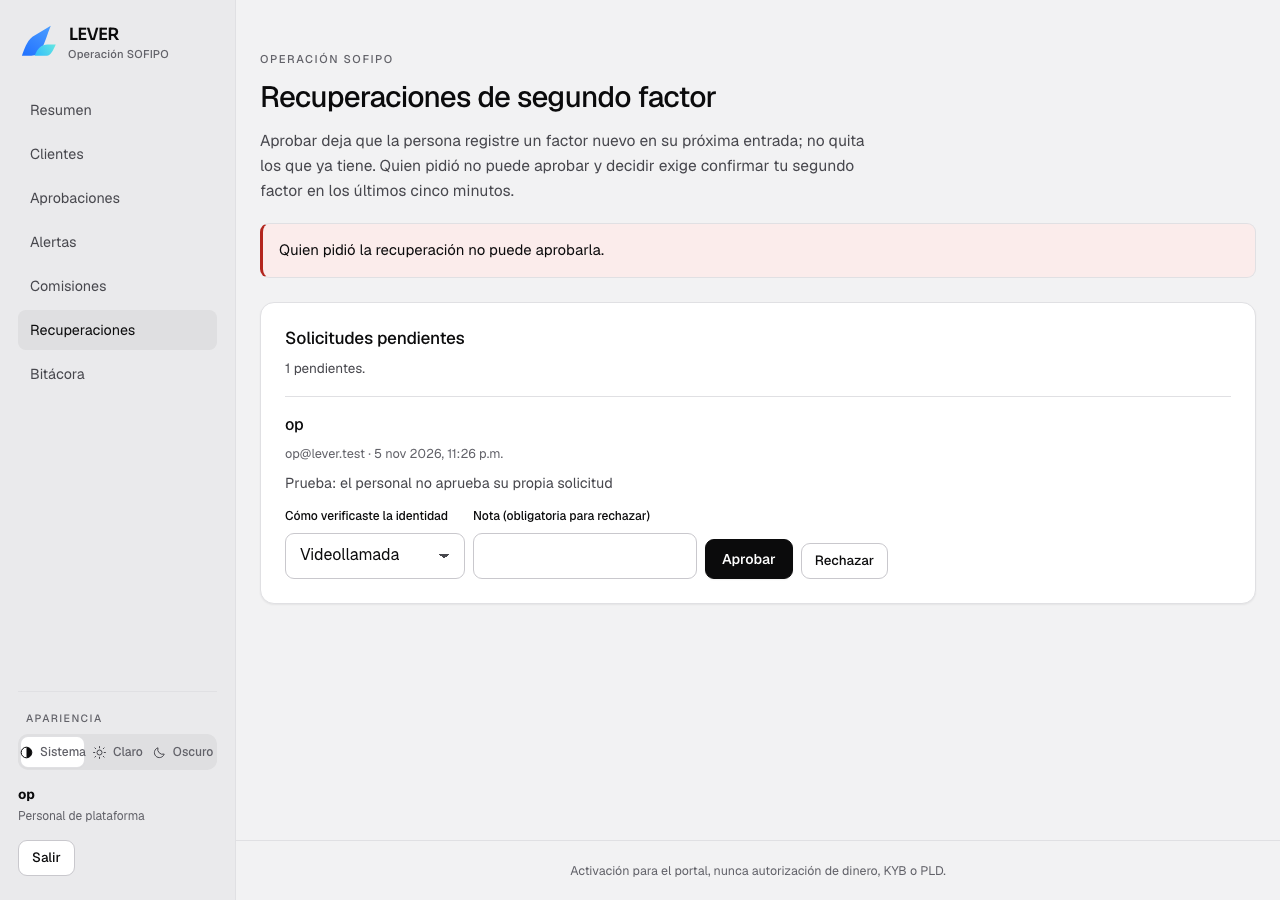 LEVER
Operación SOFIPO
Resumen
Clientes
Aprobaciones
Alertas
Comisiones
Recuperaciones
Bitácora
APARIENCIA
Sistema
Claro
Oscuro
op
Personal de plataforma
Salir
OPERACIÓN SOFIPO
Recuperaciones de segundo factor
Aprobar deja que la persona registre un factor nuevo en su próxima entrada; no quita
los que ya tiene. Quien pidió no puede aprobar y decidir exige confirmar tu segundo
factor en los últimos cinco minutos.
Quien pidió la recuperación no puede aprobarla.
Solicitudes pendientes
1 pendientes.
op
op@lever.test · 5 nov 2026, 11:26 p.m.
Prueba: el personal no aprueba su propia solicitud
Cómo verificaste la identidad
Nota (obligatoria para rechazar)
Videollamada
Aprobar
Rechazar
Activación para el portal, nunca autorización de dinero, KYB o PLD.